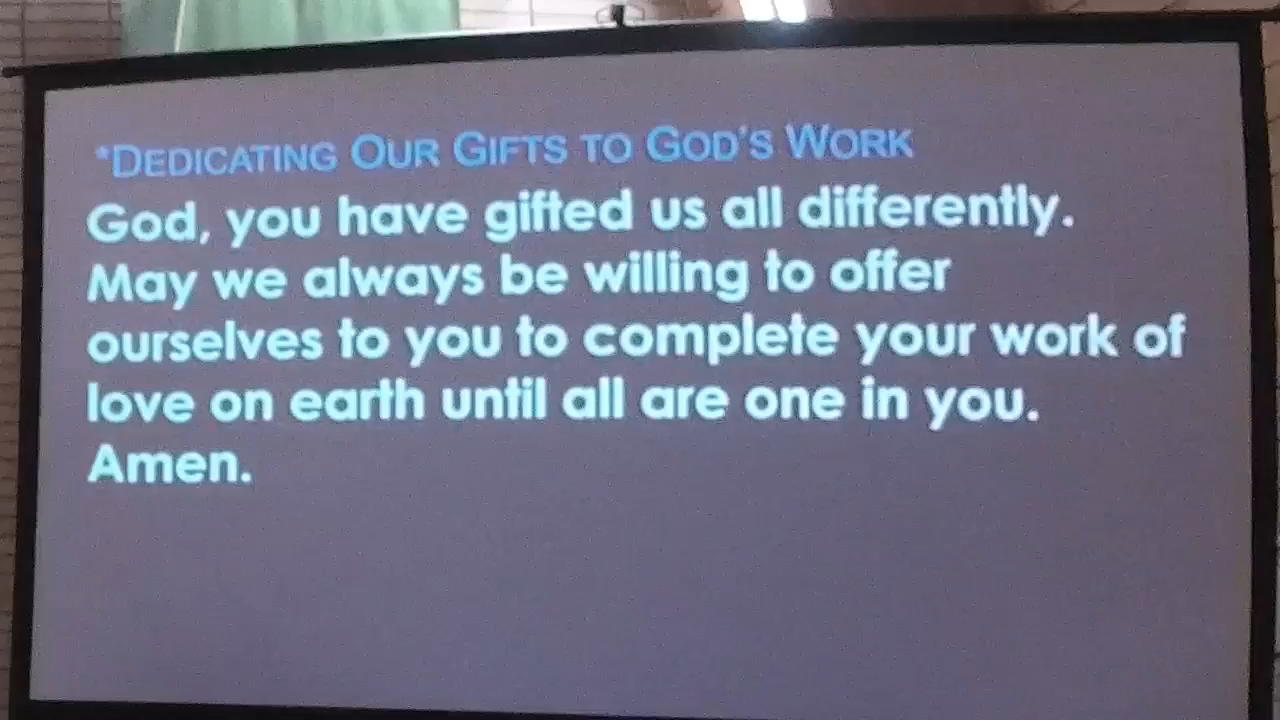 *DEDICATING OUR GIFTS TO GOD'S WORK
God, you have gifted us all differently.
May we always be willing to offer
ourselves to you to complete your work of
love on earth until all are one in you.
Amen.